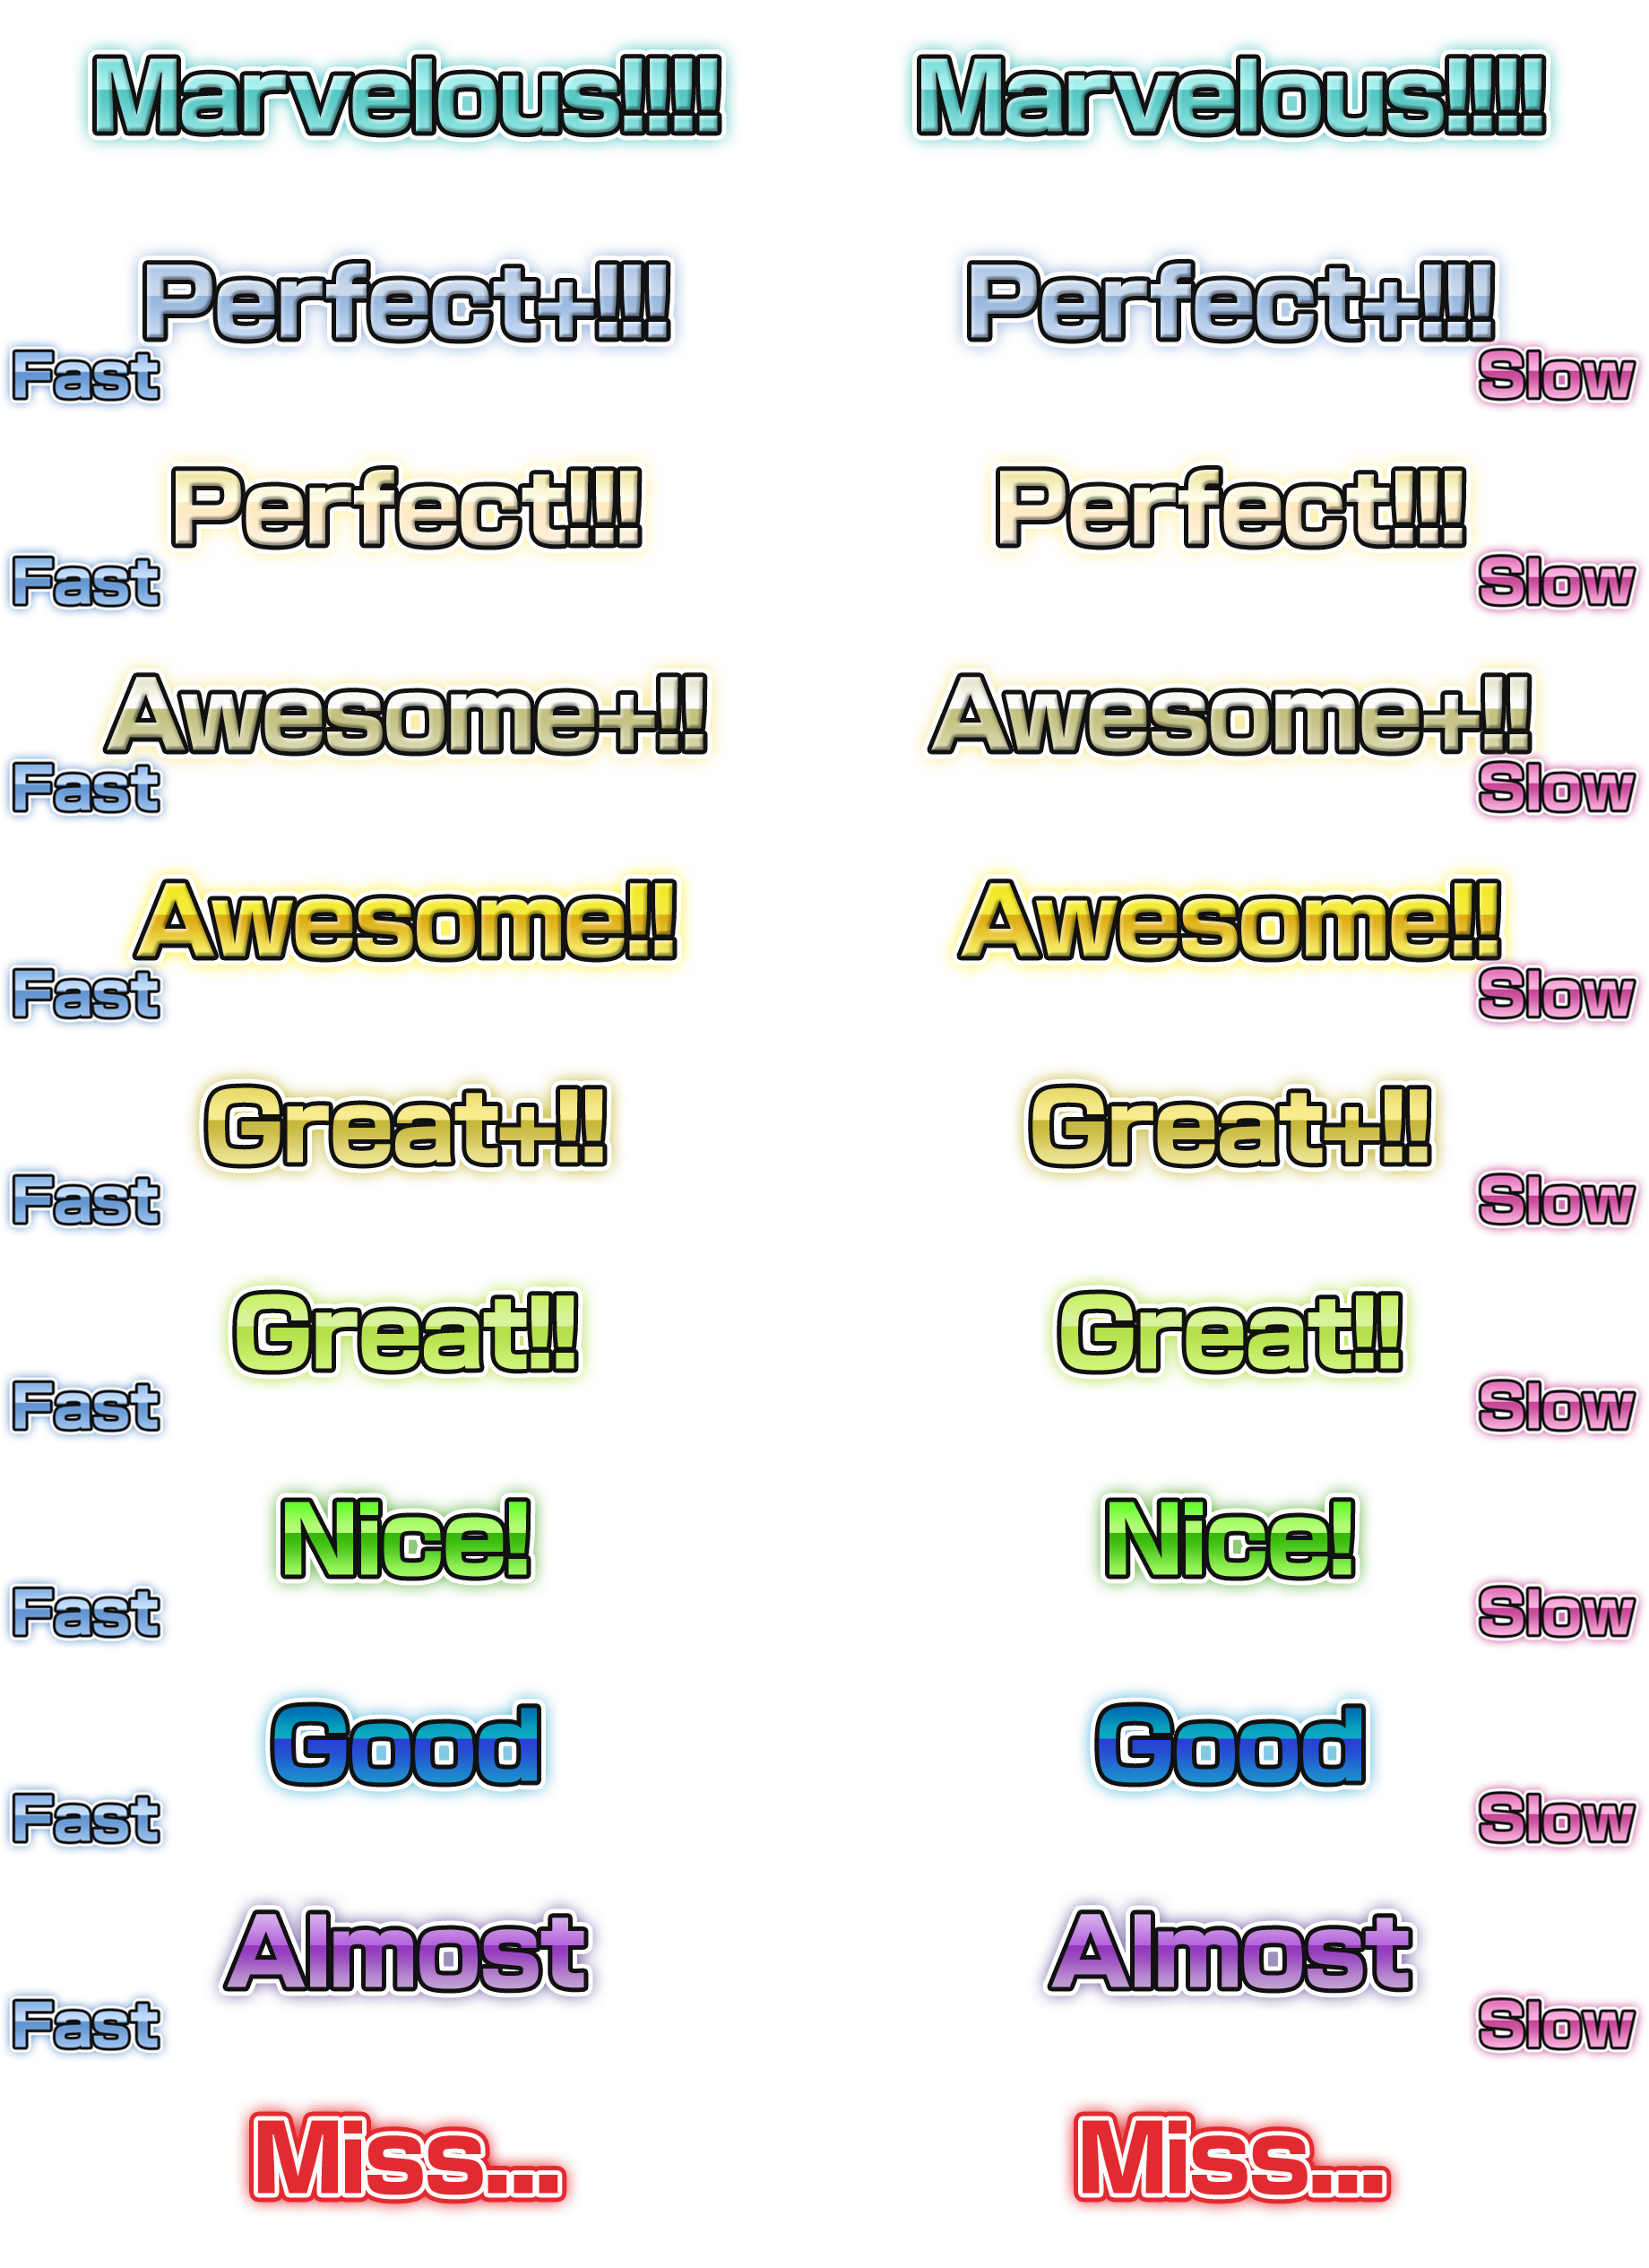 Marvelous!!!! Marvelous!!!!
Perfect+!!! Perfect+!!!
Fast Slow
Perfect!!! Perfect!!!
Fast Slow
Awesome+!! Awesome+!!
Fast Slow
Awesome!! Awesome!!
Fast Slow
Great+!! Great+!!
Fast Slow
Great!! Great!!
Fast Slow
Nice! Nice!
Fast Slow
Good Good
Fast Slow
Almost Almost
Fast Slow
Miss... Miss...